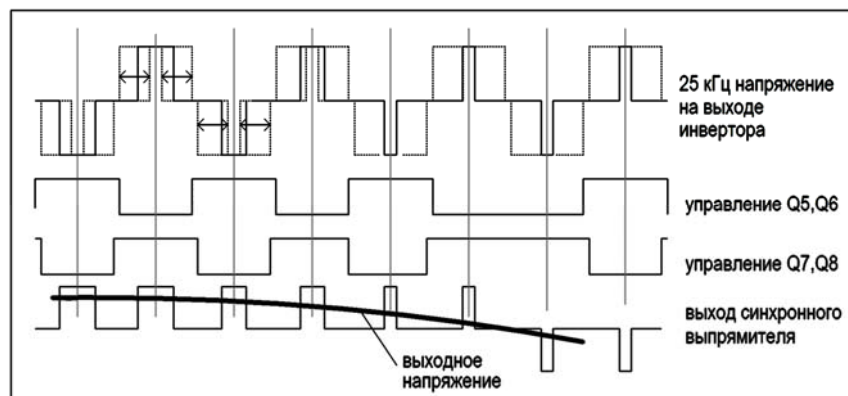 25 кГц напряжение
на выходе
инвертора
управление Q5,Q6
управление Q7,Q8
выход синхронного
выпрямителя
выходное
напряжение